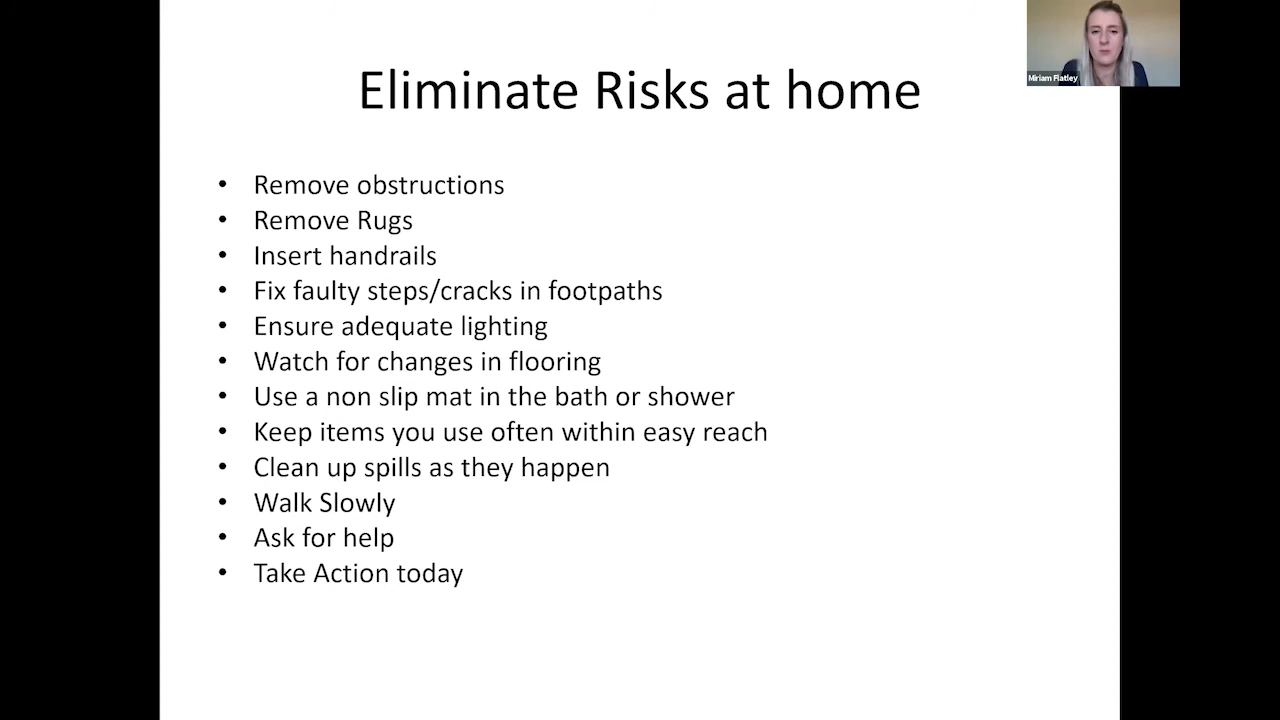 Eliminate Risks at home
Miriam Flatley
• Remove obstructions
• Remove Rugs
• Insert handrails
• Fix faulty steps/cracks in footpaths
• Ensure adequate lighting
• Watch for changes in flooring
• Use a non slip mat in the bath or shower
• Keep items you use often within easy reach
• Clean up spills as they happen
• Walk Slowly
• Ask for help
• Take Action today